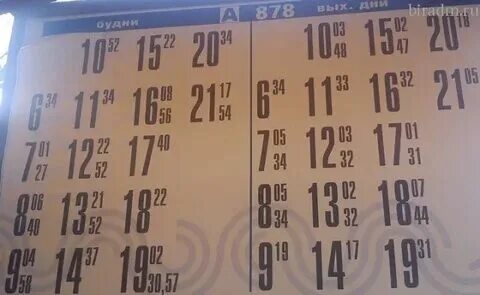 biradm.ru
будни A 878 вых. дни
10 52 15 22 20 34 10 03 48 15 02 47 20 18
6 34 11 34 16 08 56 21 17 54 6 34 11 33 16 32 21 05
7 01 27 12 22 52 17 40 7 05 34 12 03 32 17 01 31
8 06 40 13 21 52 18 22 8 05 34 13 02 32 18 07 44
9 04 58 14 37 19 02 30,57 9 19 14 17 19 31